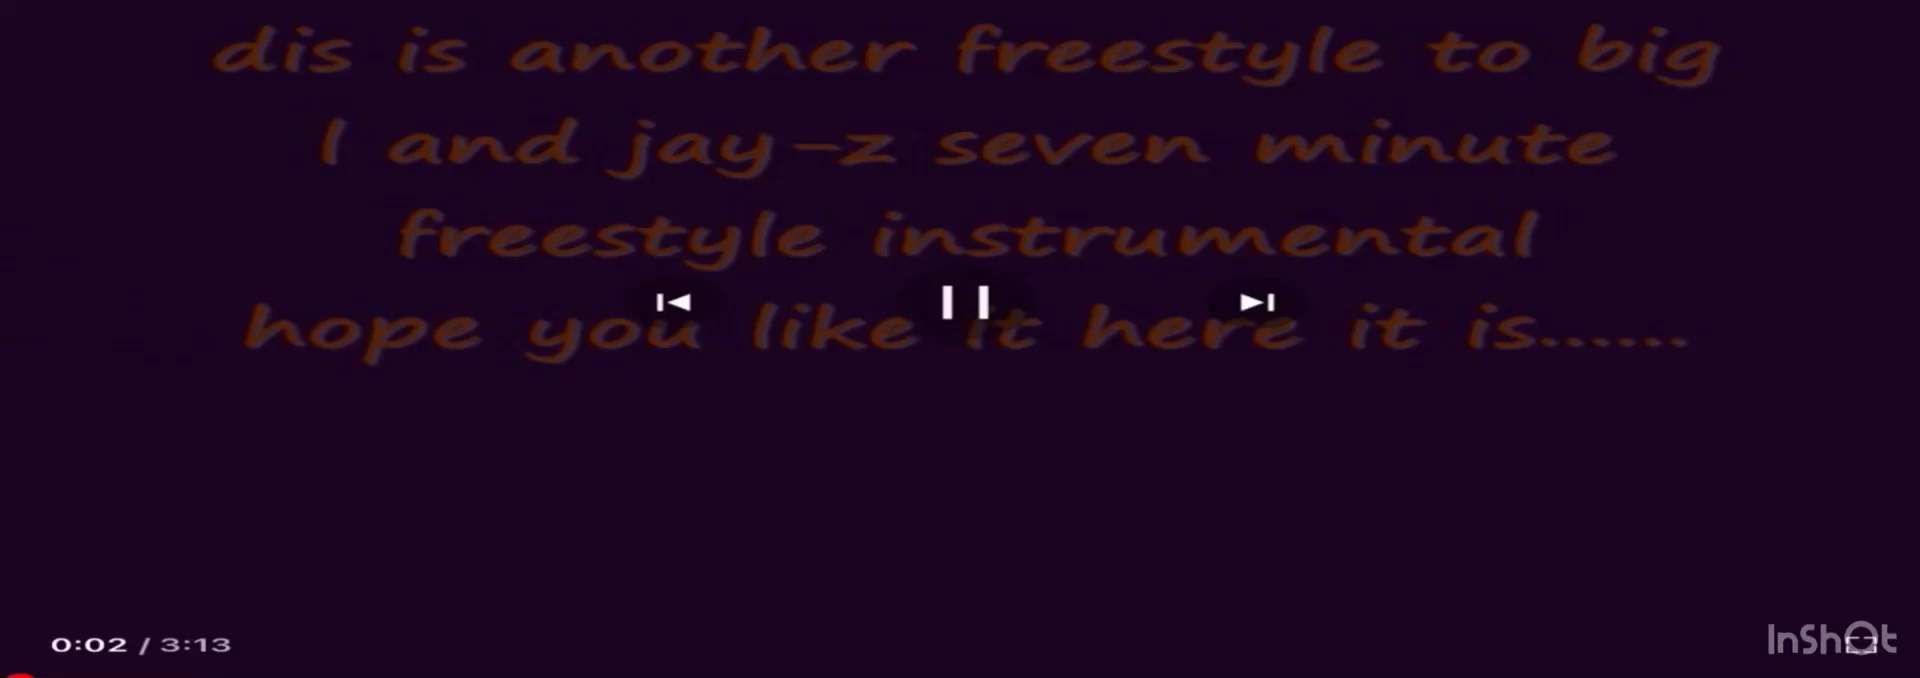 dis is another freestyle to big
l and jay-z seven minute
freestyle instrumental
hope you like it here it is......
0:02 / 3:13
InShOt